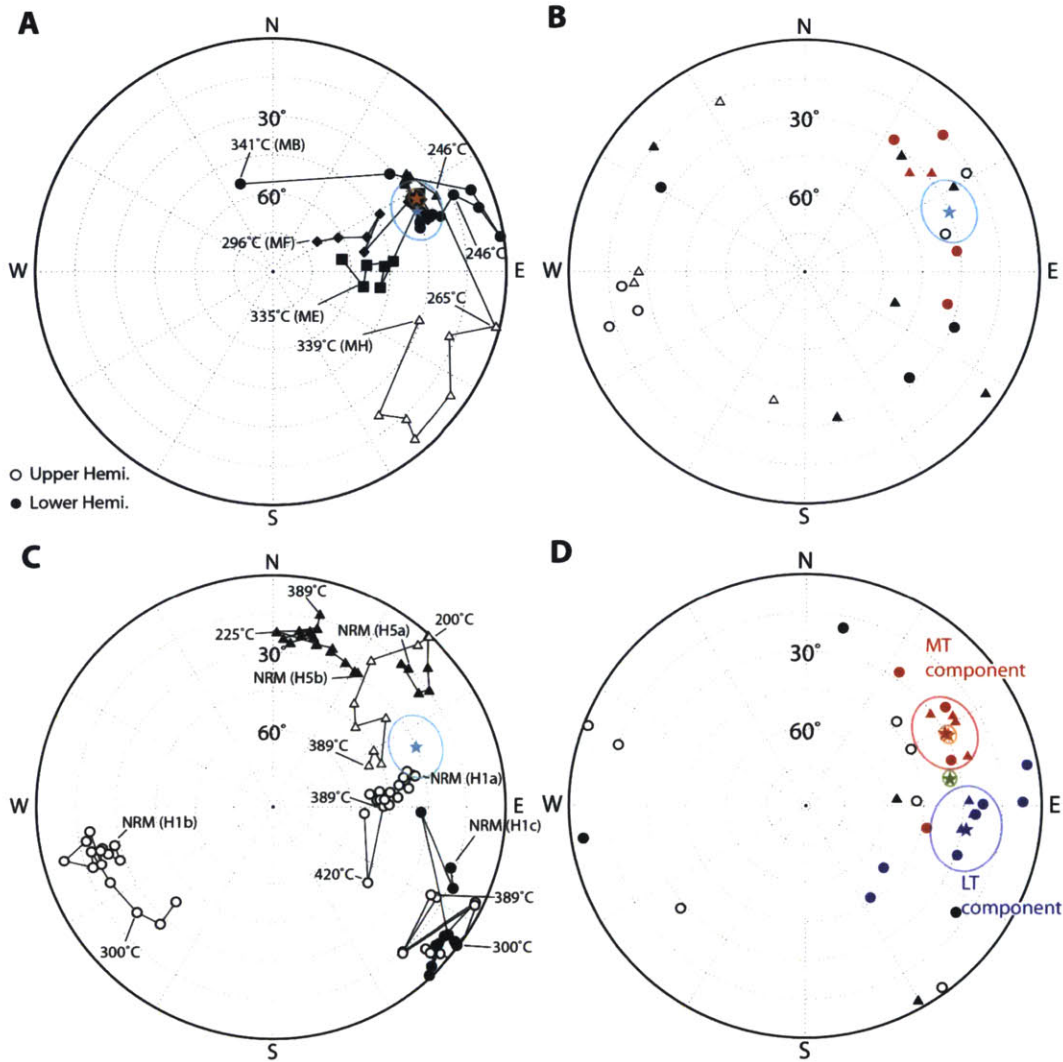 A
N
30°
341˚C (MB)
246˚C
60°
296˚C (MF)
W
E
246˚C
265˚C
335˚C (ME)
339˚C (MH)
S
○ Upper Hemi.
● Lower Hemi.
B
N
30°
60°
W
E
S
C
N
389˚C
225˚C
NRM (H5a)
200˚C
30°
NRM (H5b)
60°
389˚C
NRM (H1a)
W
389˚C
E
NRM (H1b)
NRM (H1c)
420˚C
389˚C
300˚C
300˚C
S
D
N
30°
MT
component
60°
W
E
LT
component
S